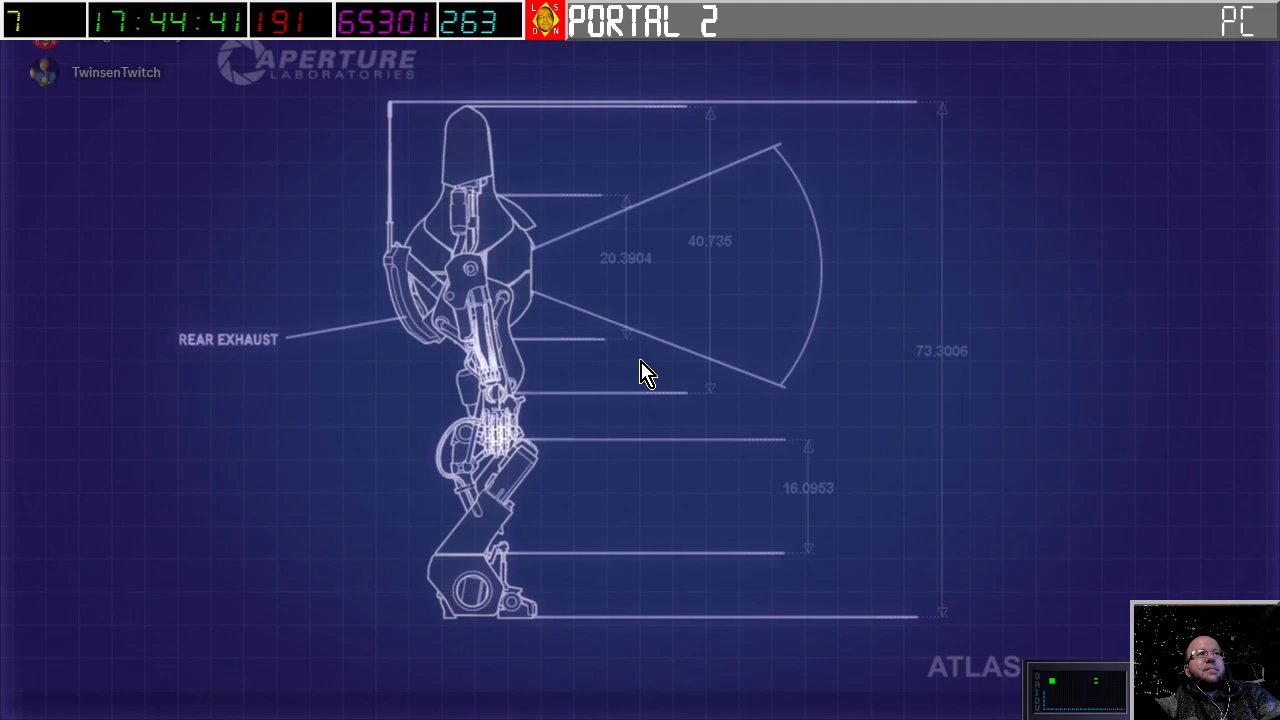 7 17:44:41 191 65301 263 L S D N PORTAL 2 PC
TwinsenTwitch
APERTURE
LABORATORIES
40.735
20.3904
REAR EXHAUST
73.3006
16.0953
ATLAS